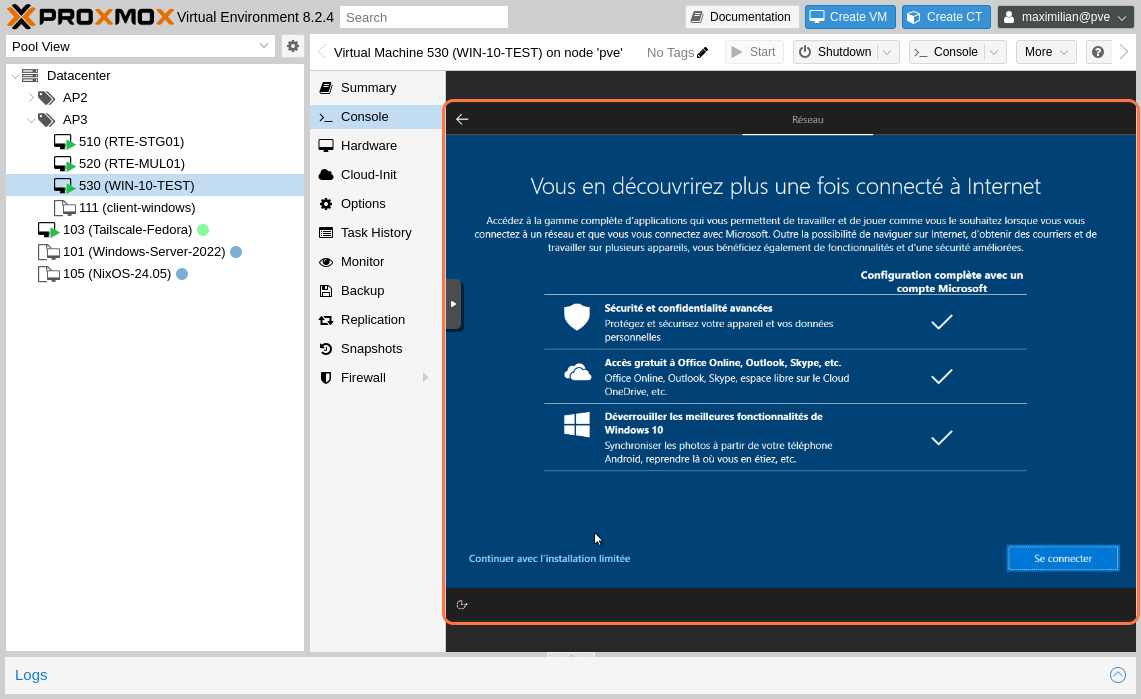 PROXMOX Virtual Environment 8.2.4 Search Documentation Create VM Create CT maximilian@pve
Pool View
Datacenter
AP2
AP3
510 (RTE-STG01)
520 (RTE-MUL01)
530 (WIN-10-TEST)
111 (client-windows)
103 (Tailscale-Fedora)
101 (Windows-Server-2022)
105 (NixOS-24.05)
Virtual Machine 530 (WIN-10-TEST) on node 'pve' No Tags Start Shutdown Console More
Summary
Console
Hardware
Cloud-Init
Options
Task History
Monitor
Backup
Replication
Snapshots
Firewall
Réseau
Vous en découvrirez plus une fois connecté à Internet
Accédez à la gamme complète d'applications qui vous permettent de travailler et de jouer comme vous le souhaitez lorsque vous vous
connectez à un réseau et que vous vous connectez avec Microsoft. Outre la possibilité de naviguer sur Internet, d'obtenir des courriers et de
travailler sur plusieurs appareils, vous bénéficiez également de fonctionnalités et d'une sécurité améliorées.
Configuration complète avec un
compte Microsoft
Sécurité et confidentialité avancées
Protégez et sécurisez votre appareil et vos données
personnelles
Accès gratuit à Office Online, Outlook, Skype, etc.
Office Online, Outlook, Skype, espace libre sur le Cloud
OneDrive, etc.
Déverrouiller les meilleures fonctionnalités de
Windows 10
Synchroniser les photos à partir de votre téléphone
Android, reprendre là où vous en étiez, etc.
Continuer avec l'installation limitée
Se connecter
Logs